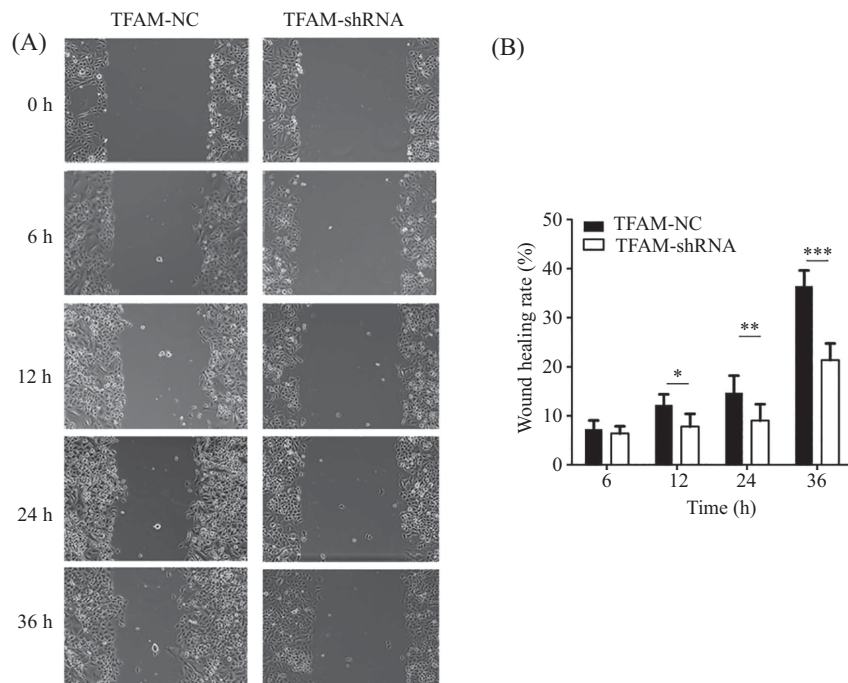 TFAM-NC TFAM-shRNA
(A)
0 h
6 h
12 h
24 h
36 h
(B)
Wound healing rate (%)
50
40
30
20
10
0
TFAM-NC
TFAM-shRNA
*
**
***
6 12 24 36
Time (h)